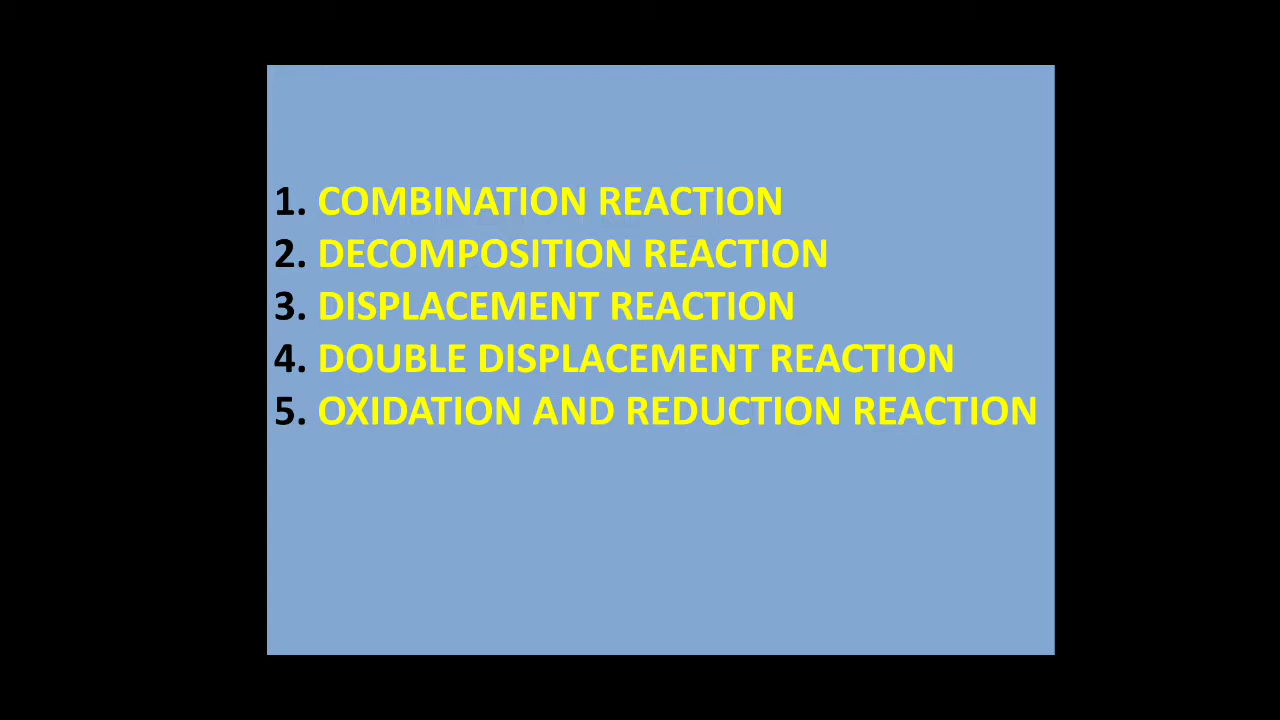 1. COMBINATION REACTION
2. DECOMPOSITION REACTION
3. DISPLACEMENT REACTION
4. DOUBLE DISPLACEMENT REACTION
5. OXIDATION AND REDUCTION REACTION